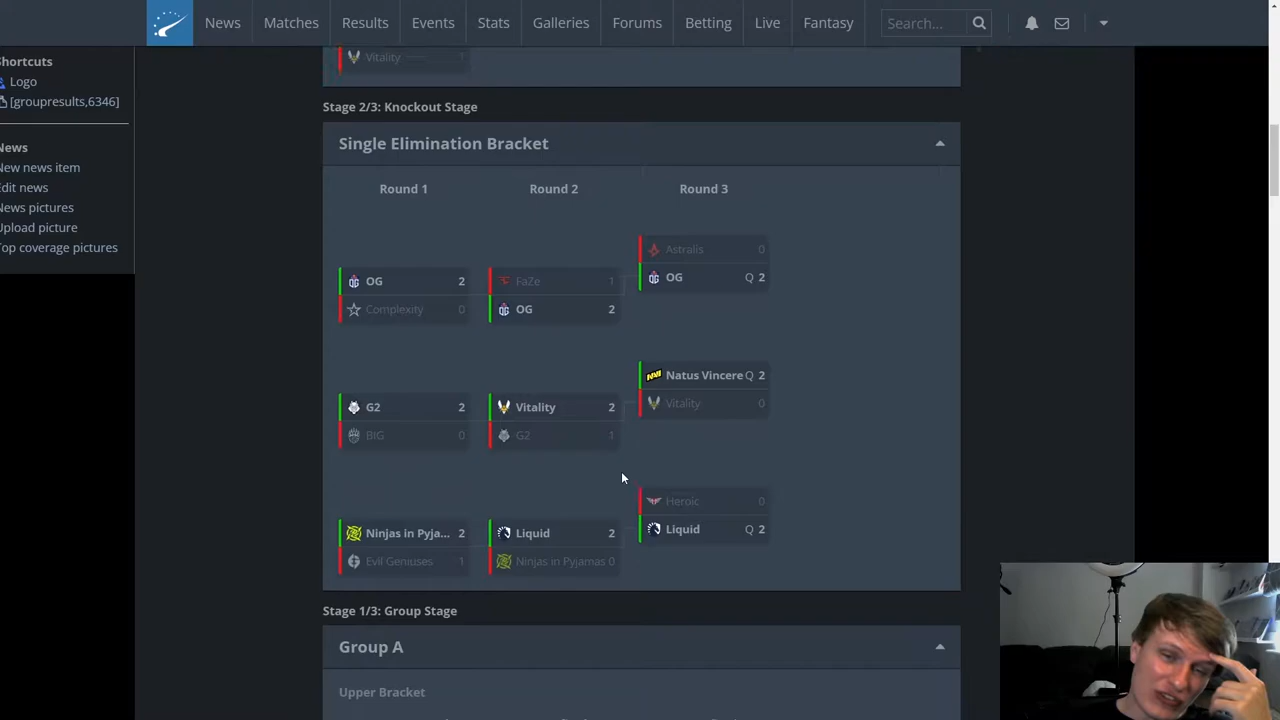 News Matches Results Events Stats Galleries Forums Betting Live Fantasy Search...
Shortcuts
Logo
[groupresults,6346]
News
New news item
Edit news
News pictures
Upload picture
Top coverage pictures
Vitality 1
Stage 2/3: Knockout Stage
Single Elimination Bracket
Round 1 Round 2 Round 3
Astralis 0
OG Q 2
OG 2
Complexity 0
FaZe 1
OG 2
Natus Vincere Q 2
Vitality 0
G2 2
BIG 0
Vitality 2
G2 1
Heroic 0
Liquid Q 2
Ninjas in Pyja... 2
Evil Geniuses 1
Liquid 2
Ninjas in Pyjamas 0
Stage 1/3: Group Stage
Group A
Upper Bracket